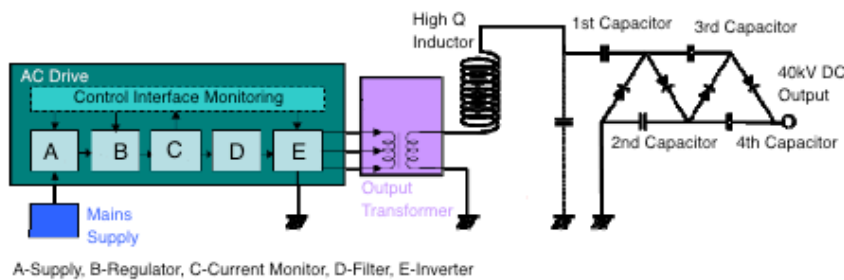 High Q
Inductor
1st Capacitor
3rd Capacitor
AC Drive
Control Interface Monitoring
40kV DC
Output
A
B
C
D
E
2nd Capacitor
4th Capacitor
Output
Transformer
Mains
Supply
A-Supply, B-Regulator, C-Current Monitor, D-Filter, E-Inverter